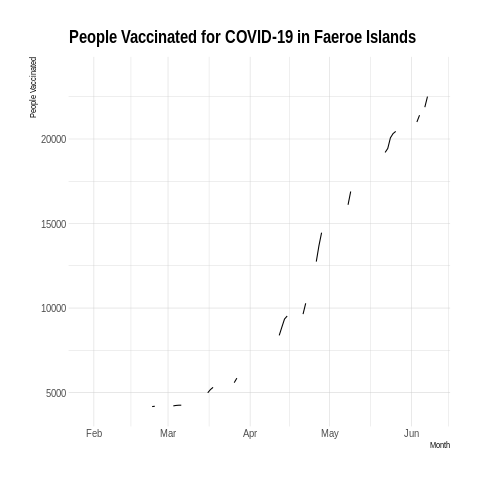 People Vaccinated for COVID-19 in Faeroe Islands
People Vaccinated
20000
15000
10000
5000
Feb Mar Apr May Jun
Month